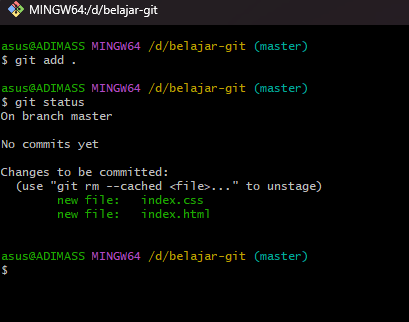 MINGW64:/d/belajar-git
asus@ADIMASS MINGW64 /d/belajar-git (master)
$ git add .
asus@ADIMASS MINGW64 /d/belajar-git (master)
$ git status
On branch master
No commits yet
Changes to be committed:
  (use "git rm --cached <file>..." to unstage)
        new file:   index.css
        new file:   index.html
asus@ADIMASS MINGW64 /d/belajar-git (master)
$